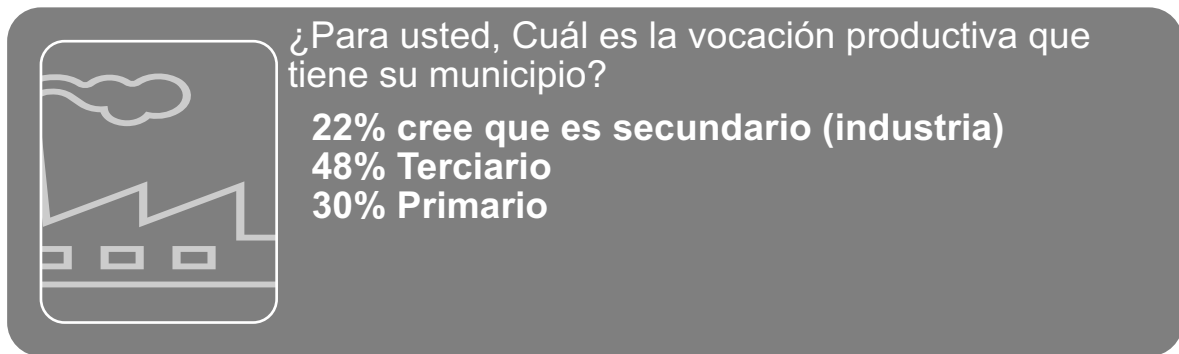 ¿Para usted, Cuál es la vocación productiva que
tiene su municipio?
22% cree que es secundario (industria)
48% Terciario
30% Primario